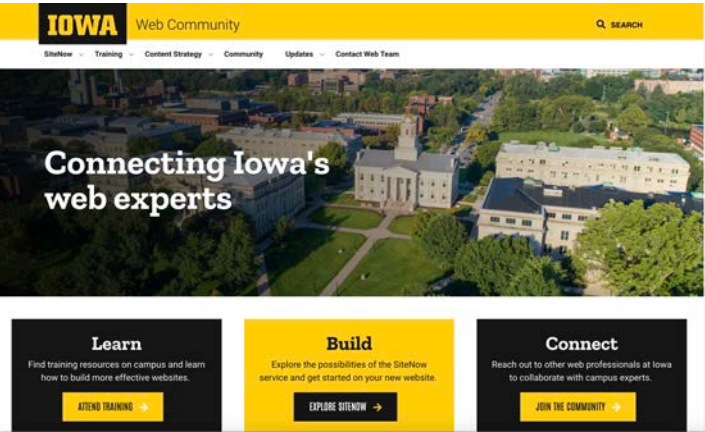 IOWA Web Community
SEARCH
SiteNow Training Content Strategy Community Updates Contact Web Team
Connecting Iowa's
web experts
Learn
Find training resources on campus and learn
how to build more effective websites.
ATTEND TRAINING →
Build
Explore the possibilities of the SiteNow
service and get started on your new website.
EXPLORE SITENOW →
Connect
Reach out to other web professionals at Iowa
to collaborate with campus experts.
JOIN THE COMMUNITY →